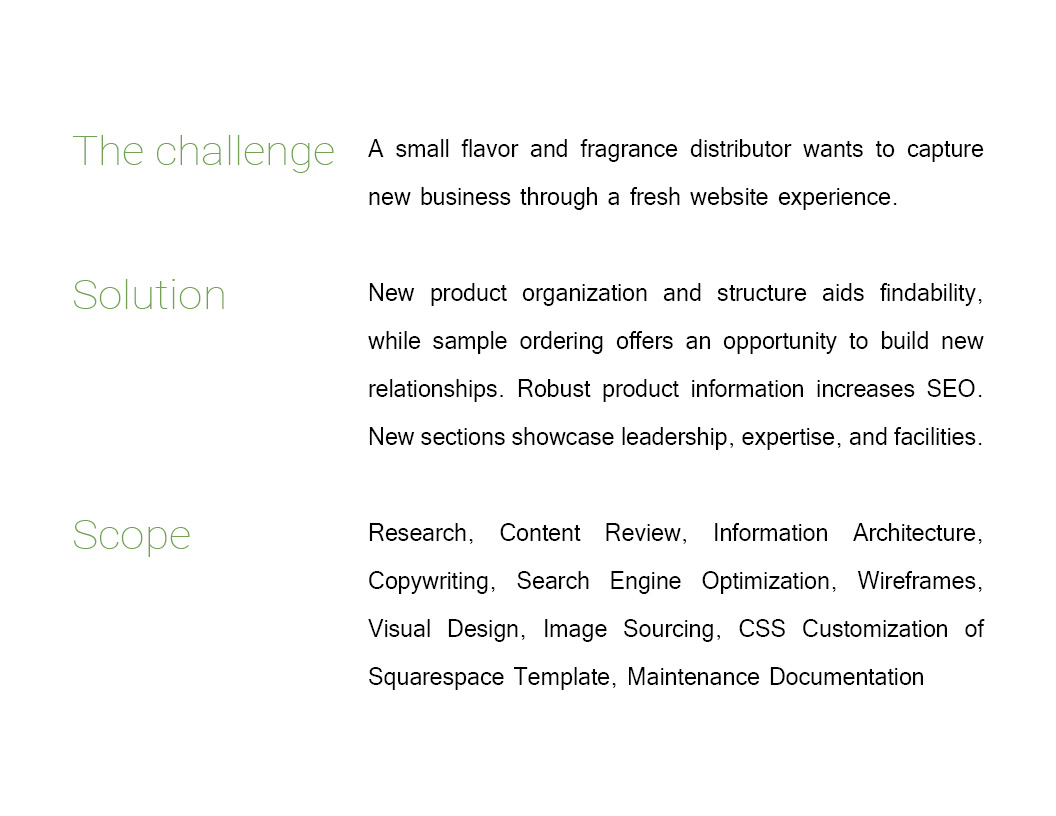 The challenge
A small flavor and fragrance distributor wants to capture
new business through a fresh website experience.
Solution
New product organization and structure aids findability,
while sample ordering offers an opportunity to build new
relationships. Robust product information increases SEO.
New sections showcase leadership, expertise, and facilities.
Scope
Research, Content Review, Information Architecture,
Copywriting, Search Engine Optimization, Wireframes,
Visual Design, Image Sourcing, CSS Customization of
Squarespace Template, Maintenance Documentation